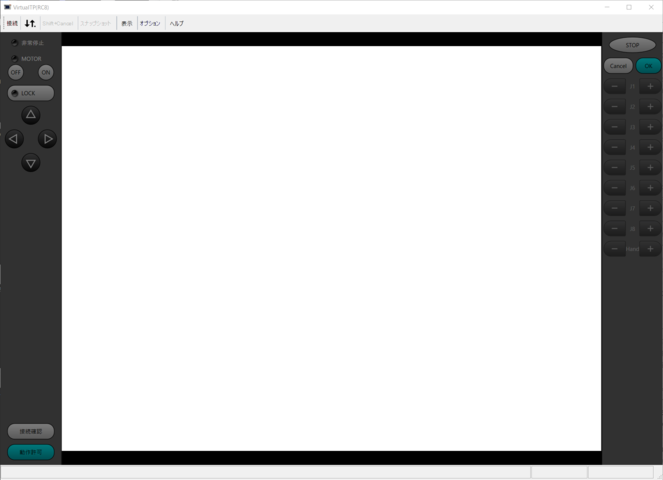 VirtualTP(RC8)
接続 Shift+Cancel スナップショット 表示 オプション ヘルプ
非常停止
MOTOR
OFF ON
LOCK
STOP
Cancel OK
J1
J2
J3
J4
J5
J6
J7
J8
Hand
接続確認
動作許可